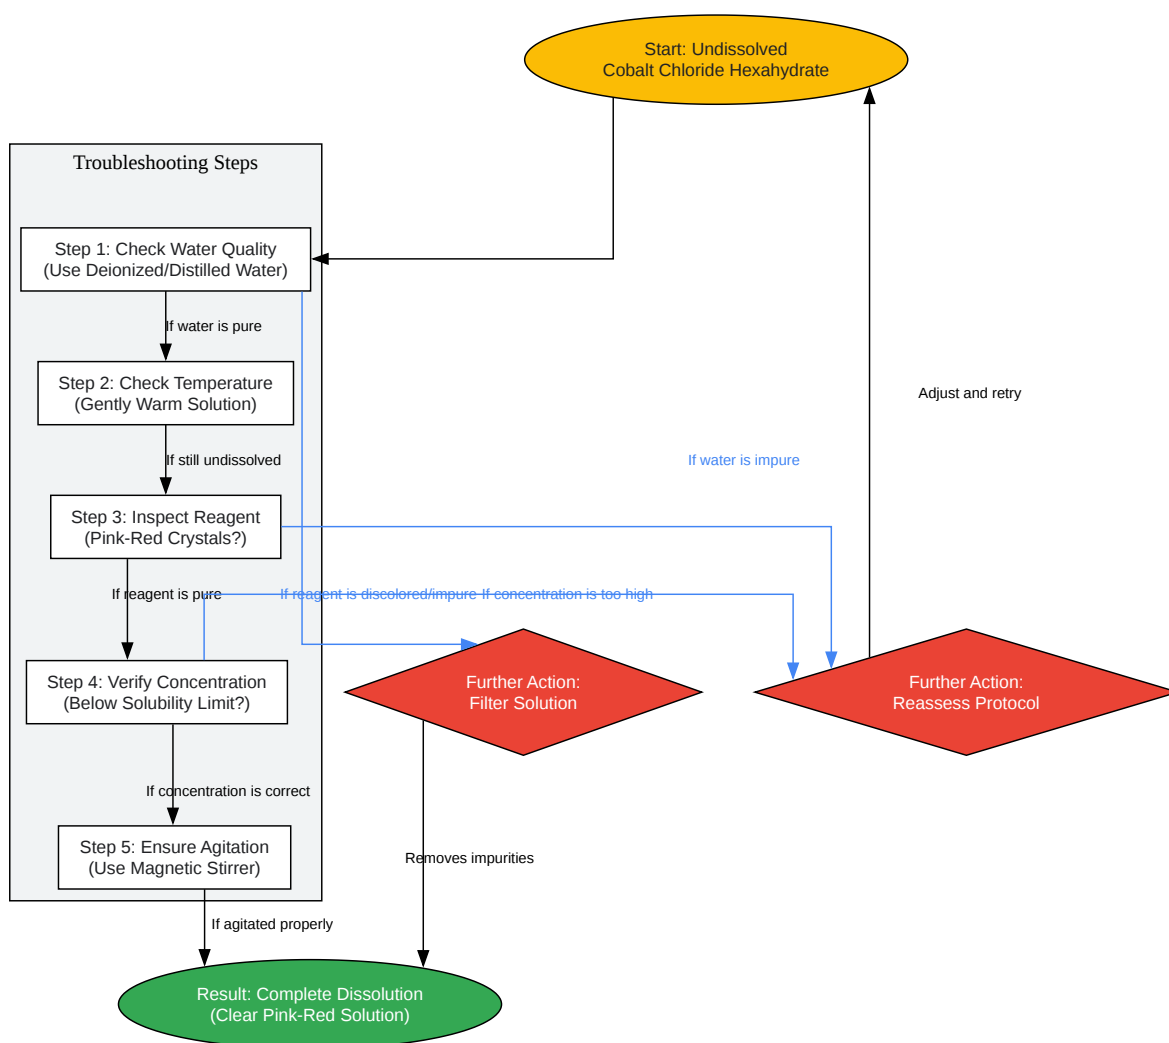 Start: Undissolved
Cobalt Chloride Hexahydrate
Troubleshooting Steps
Step 1: Check Water Quality
(Use Deionized/Distilled Water)
If water is pure
Step 2: Check Temperature
(Gently Warm Solution)
Adjust and retry
If still undissolved
If water is impure
Step 3: Inspect Reagent
(Pink-Red Crystals?)
If reagent is pure
If reagent is discolored/impure
If concentration is too high
Step 4: Verify Concentration
(Below Solubility Limit?)
Further Action:
Filter Solution
Further Action:
Reassess Protocol
If concentration is correct
Step 5: Ensure Agitation
(Use Magnetic Stirrer)
Removes impurities
If agitated properly
Result: Complete Dissolution
(Clear Pink-Red Solution)